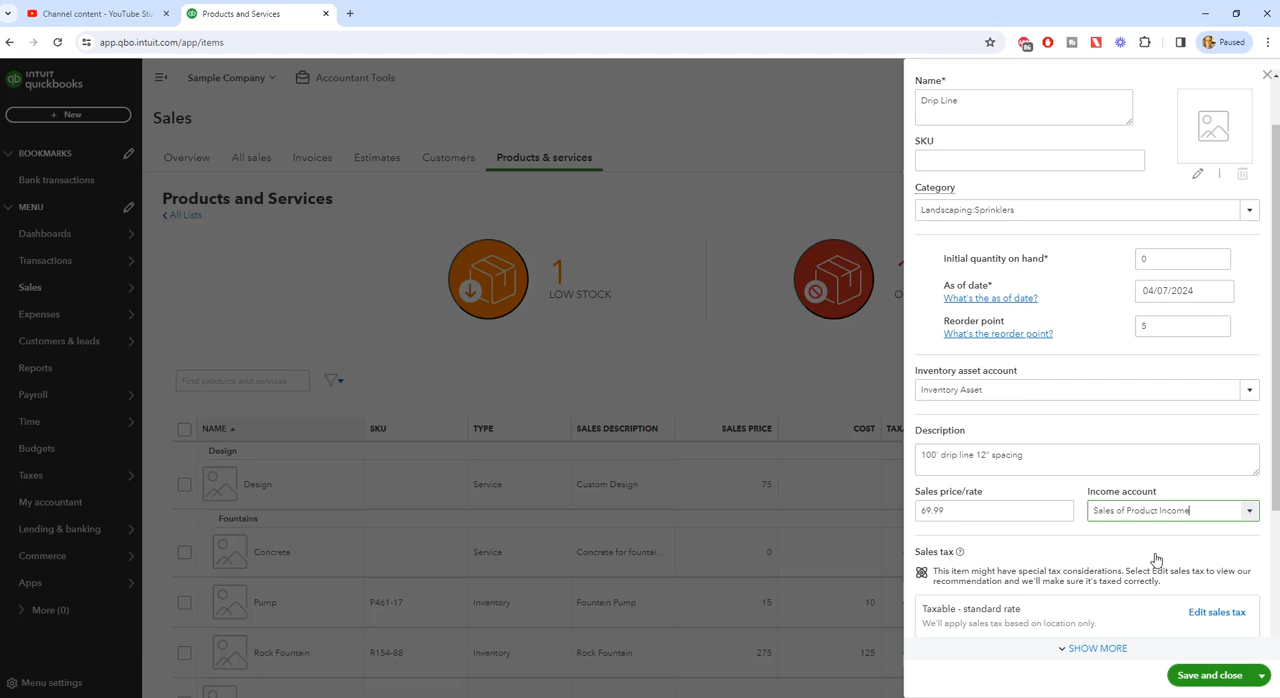 Channel content - YouTube Stu
Products and Services
app.qbo.intuit.com/app/items
86
Paused
INTUIT
quickbooks
Sample Company
Accountant Tools
+ New
BOOKMARKS
Bank transactions
MENU
Dashboards
Transactions
Sales
Expenses
Customers & leads
Reports
Payroll
Time
Budgets
Taxes
My accountant
Lending & banking
Commerce
Apps
More (0)
Menu settings
Sales
Overview
All sales
Invoices
Estimates
Customers
Products & services
Products and Services
All Lists
1
LOW STOCK
Find products and services
NAME
SKU
TYPE
SALES DESCRIPTION
SALES PRICE
COST
TAX
Design
Design
Service
Custom Design
75
Fountains
Concrete
Service
Concrete for fountai...
0
Pump
P461-17
Inventory
Fountain Pump
15
10
Rock Fountain
R154-88
Inventory
Rock Fountain
275
125
Name*
Drip Line
SKU
Category
Landscaping:Sprinklers
Initial quantity on hand*
0
As of date*
What's the as of date?
04/07/2024
Reorder point
What's the reorder point?
5
Inventory asset account
Inventory Asset
Description
100' drip line 12" spacing
Sales price/rate
Income account
69.99
Sales of Product Income
Sales tax
This item might have special tax considerations. Select Edit sales tax to view our
recommendation and we'll make sure it's taxed correctly.
Taxable - standard rate
We'll apply sales tax based on location only.
Edit sales tax
SHOW MORE
Save and close